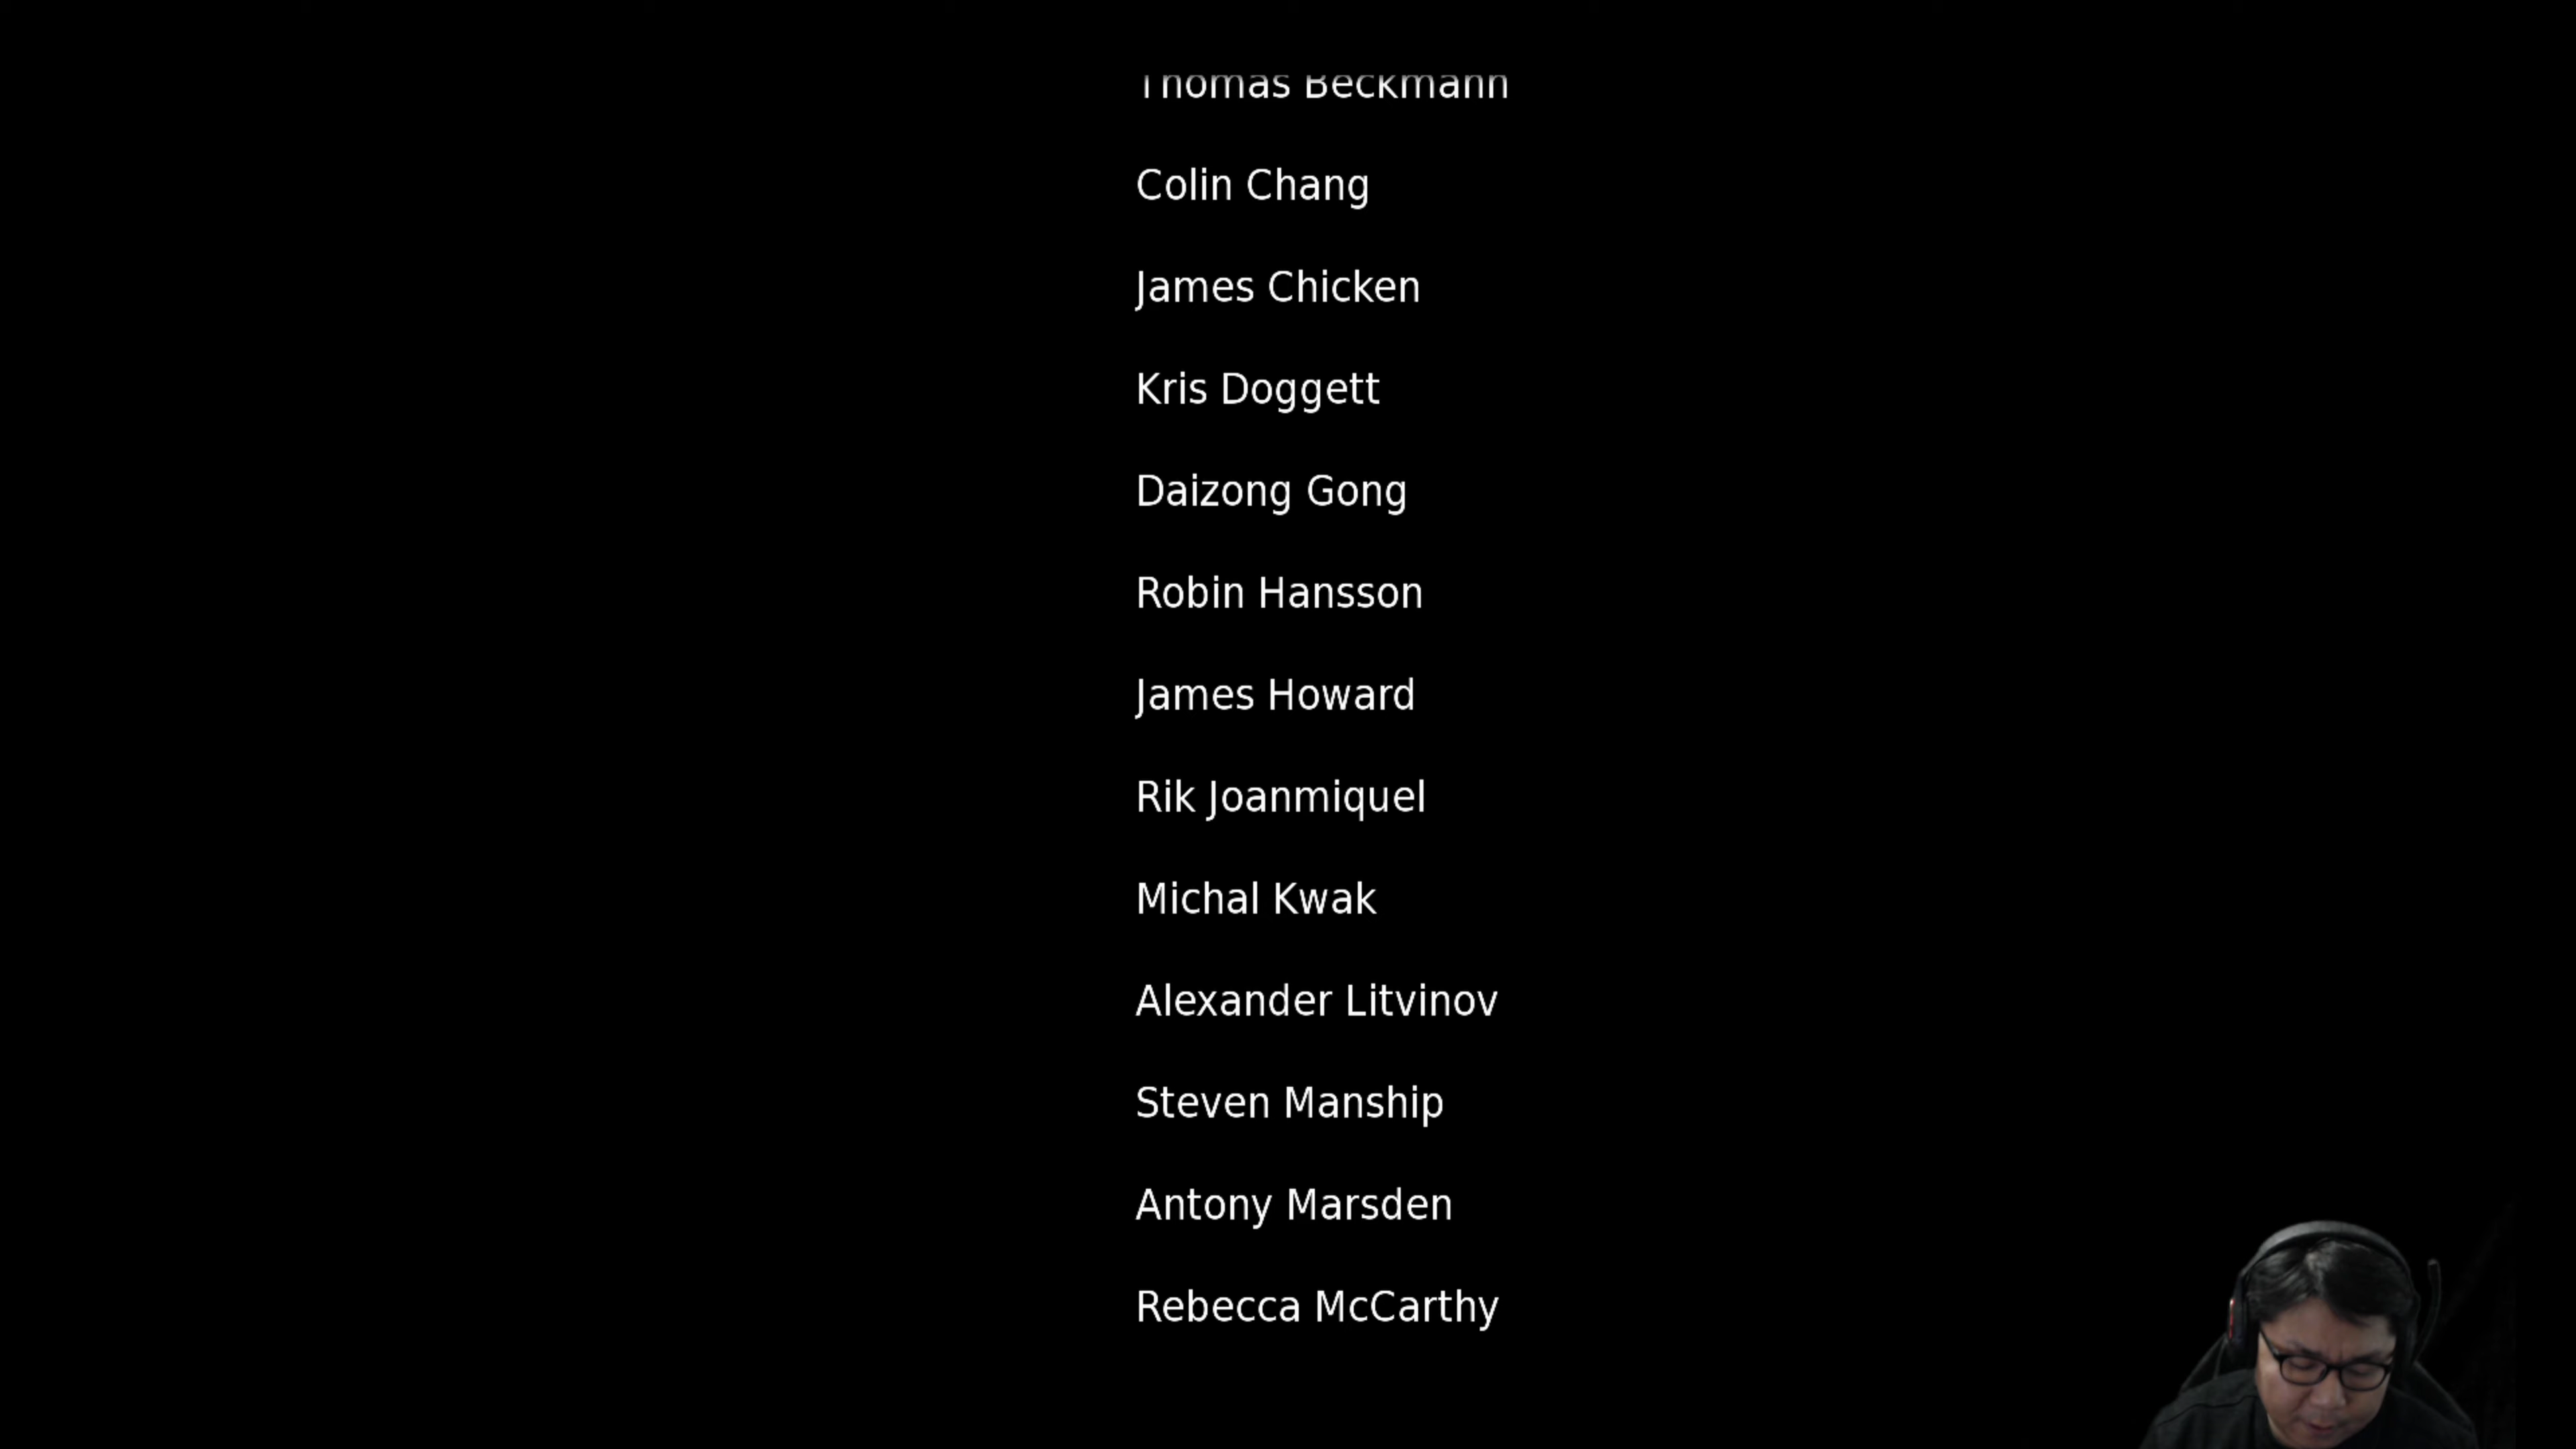 Thomas Beckmann
Colin Chang
James Chicken
Kris Doggett
Daizong Gong
Robin Hansson
James Howard
Rik Joanmiquel
Michal Kwak
Alexander Litvinov
Steven Manship
Antony Marsden
Rebecca McCarthy